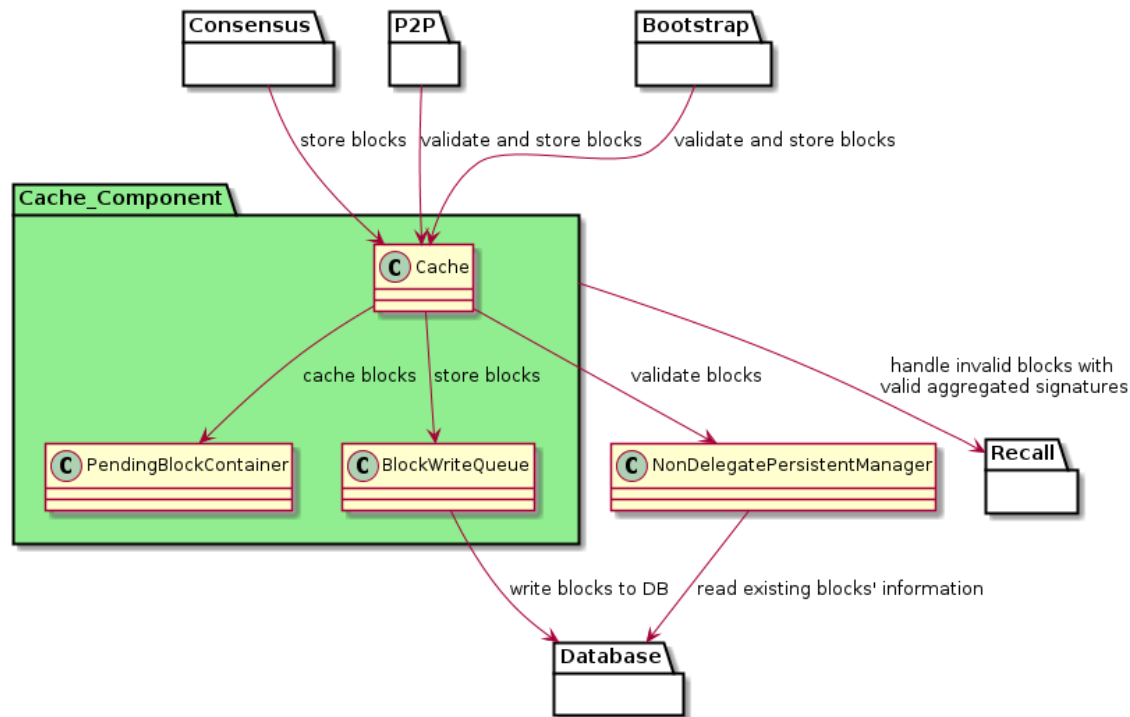 Consensus
P2P
Bootstrap
store blocks
validate and store blocks
validate and store blocks
Cache_Component
C Cache
handle invalid blocks with
valid aggregated signatures
cache blocks
store blocks
validate blocks
C PendingBlockContainer
C BlockWriteQueue
C NonDelegatePersistentManager
Recall
write blocks to DB
read existing blocks' information
Database